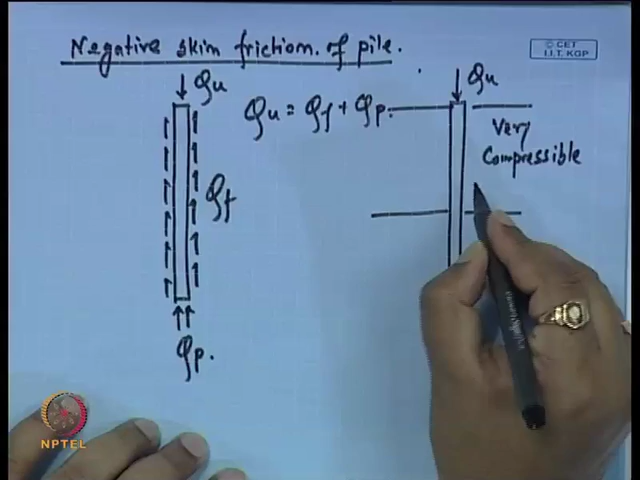 Negative skin friction. of pile.
© CET
I.I.T. KGP
Qu
Qu = Qf + Qp.
Qf
Qp.
Qu
Very
Compressible
NPTEL